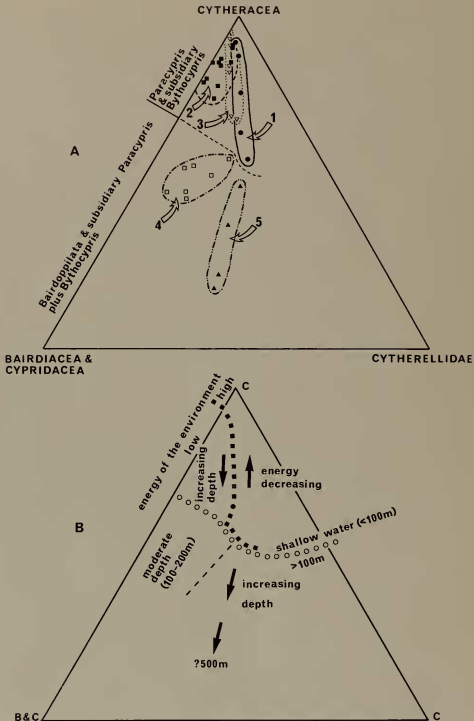 CYTHERACEA
Paracypris
& subsidiary
Bythocypris
2
3
1
A
4
5
Bairdoppilata & subsidiary Paracypris
plus Bythocypris
BAIRDIACEA &
CYPRIDACEA
CYTHERELLIDAE
C
energy of the environment
high
low
increasing
depth
energy
decreasing
B
shallow water (<100m)
>100m
moderate
depth
(100-200m)
increasing
depth
?500m
B&C
C